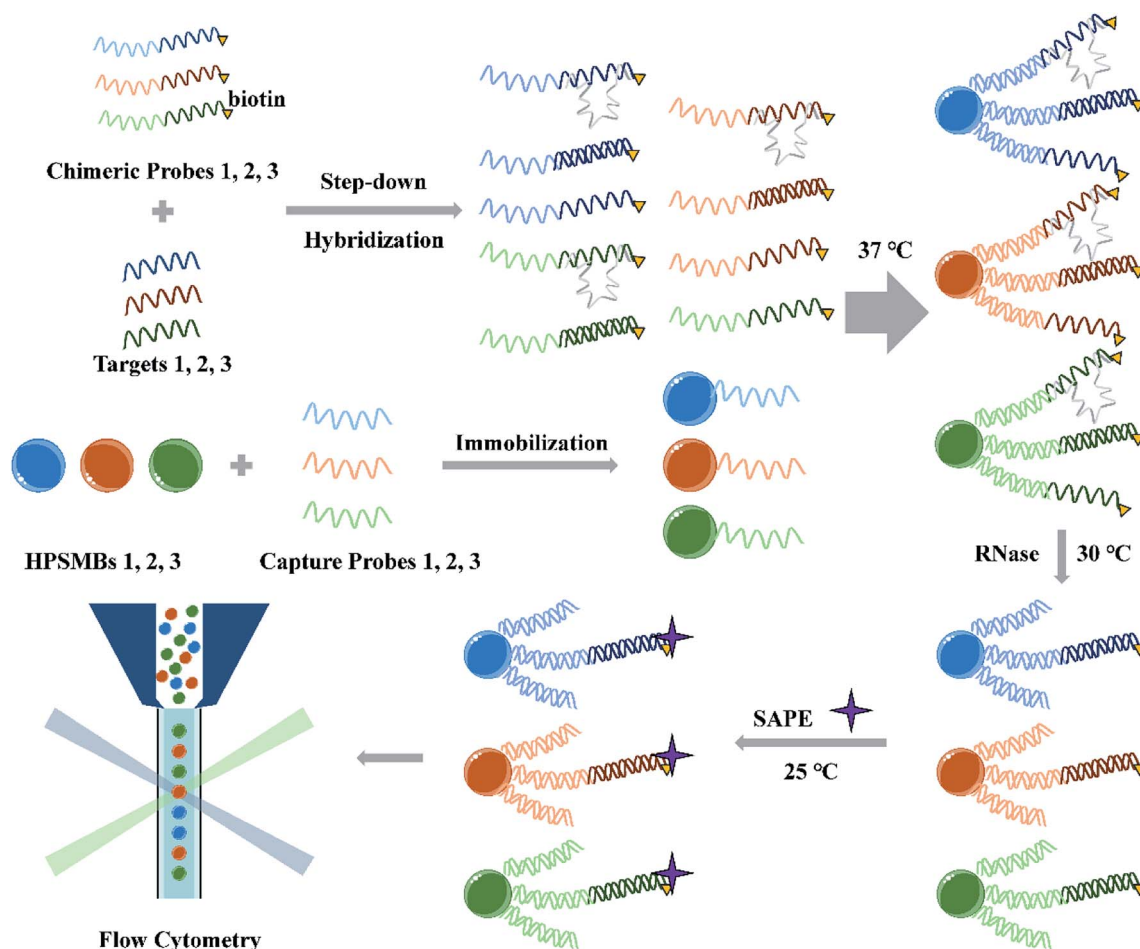 biotin
Chimeric Probes 1, 2, 3
Step-down
Hybridization
37 °C
Targets 1, 2, 3
Immobilization
HPSMBs 1, 2, 3
Capture Probes 1, 2, 3
RNase
30 °C
SAPE
25 °C
Flow Cytometry